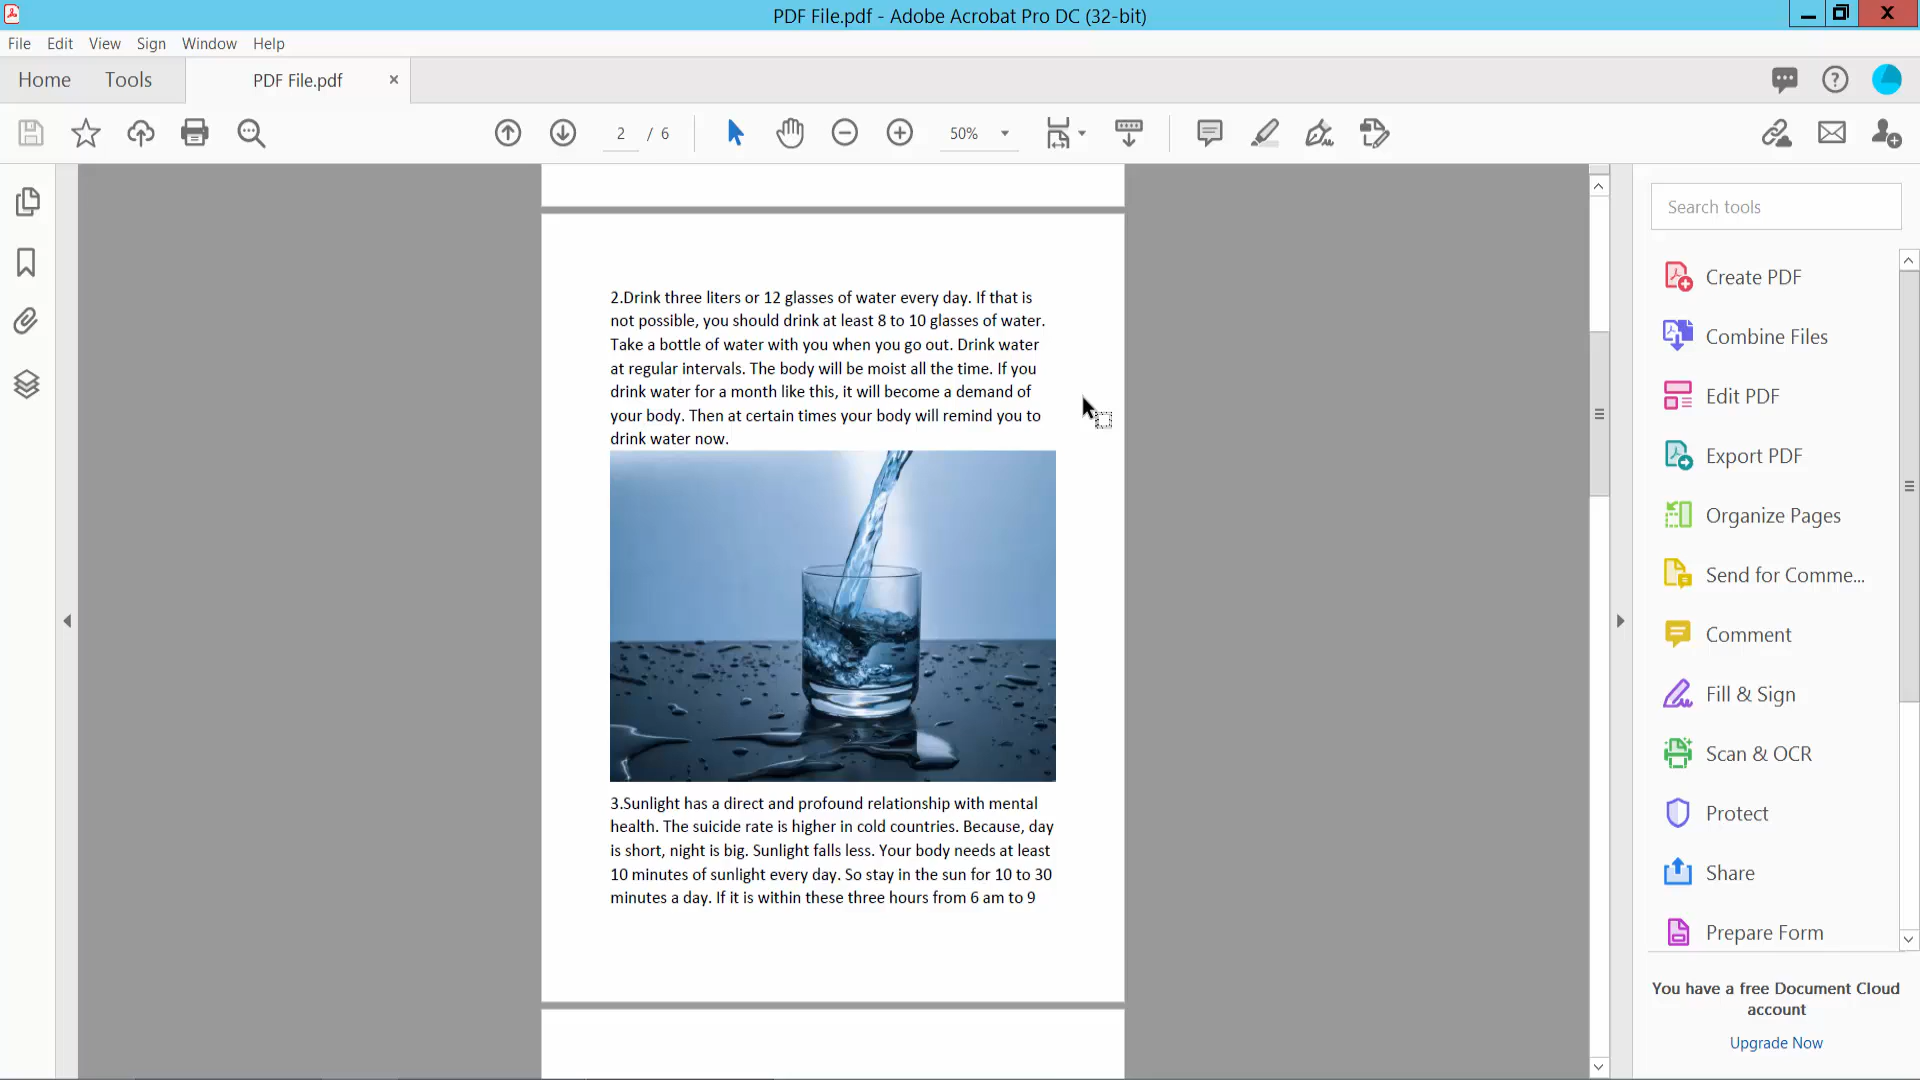 PDF File.pdf - Adobe Acrobat Pro DC (32-bit)
File Edit View Sign Window Help
Home Tools PDF File.pdf
2 / 6 50%
2.Drink three liters or 12 glasses of water every day. If that is
not possible, you should drink at least 8 to 10 glasses of water.
Take a bottle of water with you when you go out. Drink water
at regular intervals. The body will be moist all the time. If you
drink water for a month like this, it will become a demand of
your body. Then at certain times your body will remind you to
drink water now.
3.Sunlight has a direct and profound relationship with mental
health. The suicide rate is higher in cold countries. Because, day
is short, night is big. Sunlight falls less. Your body needs at least
10 minutes of sunlight every day. So stay in the sun for 10 to 30
minutes a day. If it is within these three hours from 6 am to 9
Search tools
Create PDF
Combine Files
Edit PDF
Export PDF
Organize Pages
Send for Comme...
Comment
Fill & Sign
Scan & OCR
Protect
Share
Prepare Form
You have a free Document Cloud
account
Upgrade Now